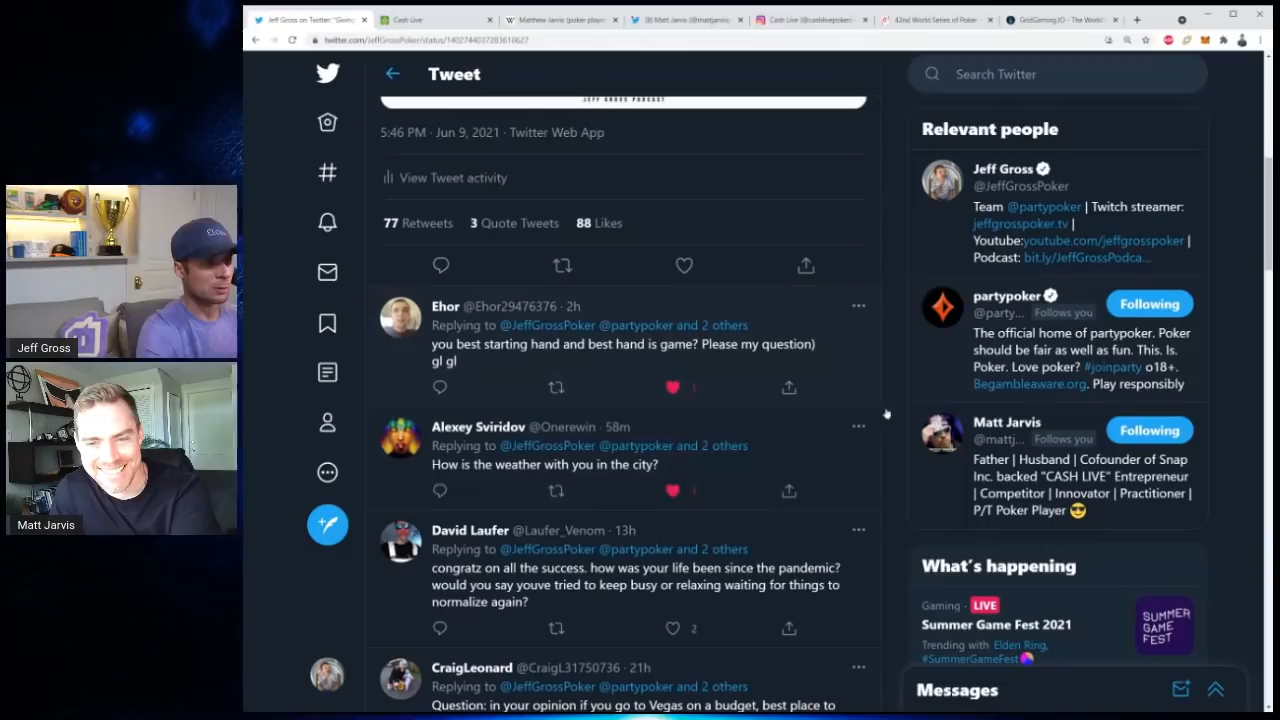 Jeff Gross on Twitter: "Giving
Cash Live
Matthew Jarvis (poker player
Matt Jarvis (@mattjarvis
Cash Live (@cashlivepoker)
42nd World Series of Poker
GridGaming.IO - The World
twitter.com/JeffGrossPoker/status/1402744037283610627
Tweet
Search Twitter
JEFF GROSS PODCAST
5:46 PM · Jun 9, 2021 · Twitter Web App
View Tweet activity
77 Retweets 3 Quote Tweets 88 Likes
Ehor @Ehor29476376 · 2h
Replying to @JeffGrossPoker @partypoker and 2 others
you best starting hand and best hand is game? Please my question)
gl gl
1
Alexey Sviridov @Onerewin · 58m
Replying to @JeffGrossPoker @partypoker and 2 others
How is the weather with you in the city?
1
David Laufer @Laufer_Venom · 13h
Replying to @JeffGrossPoker @partypoker and 2 others
congratz on all the success. how was your life been since the pandemic?
would you say youve tried to keep busy or relaxing waiting for things to
normalize again?
2
CraigLeonard @CraigL31750736 · 21h
Replying to @JeffGrossPoker @partypoker and 2 others
Question: in your opinion if you go to Vegas on a budget, best place to
Relevant people
Jeff Gross
@JeffGrossPoker
Team @partypoker | Twitch streamer:
jeffgrosspoker.tv |
Youtube:youtube.com/jeffgrosspoker |
Podcast: bit.ly/JeffGrossPodca...
partypoker
@party... Follows you
Following
The official home of partypoker. Poker
should be fair as well as fun. This. Is.
Poker. Love poker? #joinparty o18+.
Begambleaware.org. Play responsibly
Matt Jarvis
@mattj... Follows you
Following
Father | Husband | Cofounder of Snap
Inc. backed "CASH LIVE" Entrepreneur
| Competitor | Innovator | Practitioner |
P/T Poker Player 😎
What's happening
Gaming · LIVE
Summer Game Fest 2021
Trending with Elden Ring,
#SummerGameFest
SUMMER
GAME
FEST
Messages
Jeff Gross
Matt Jarvis